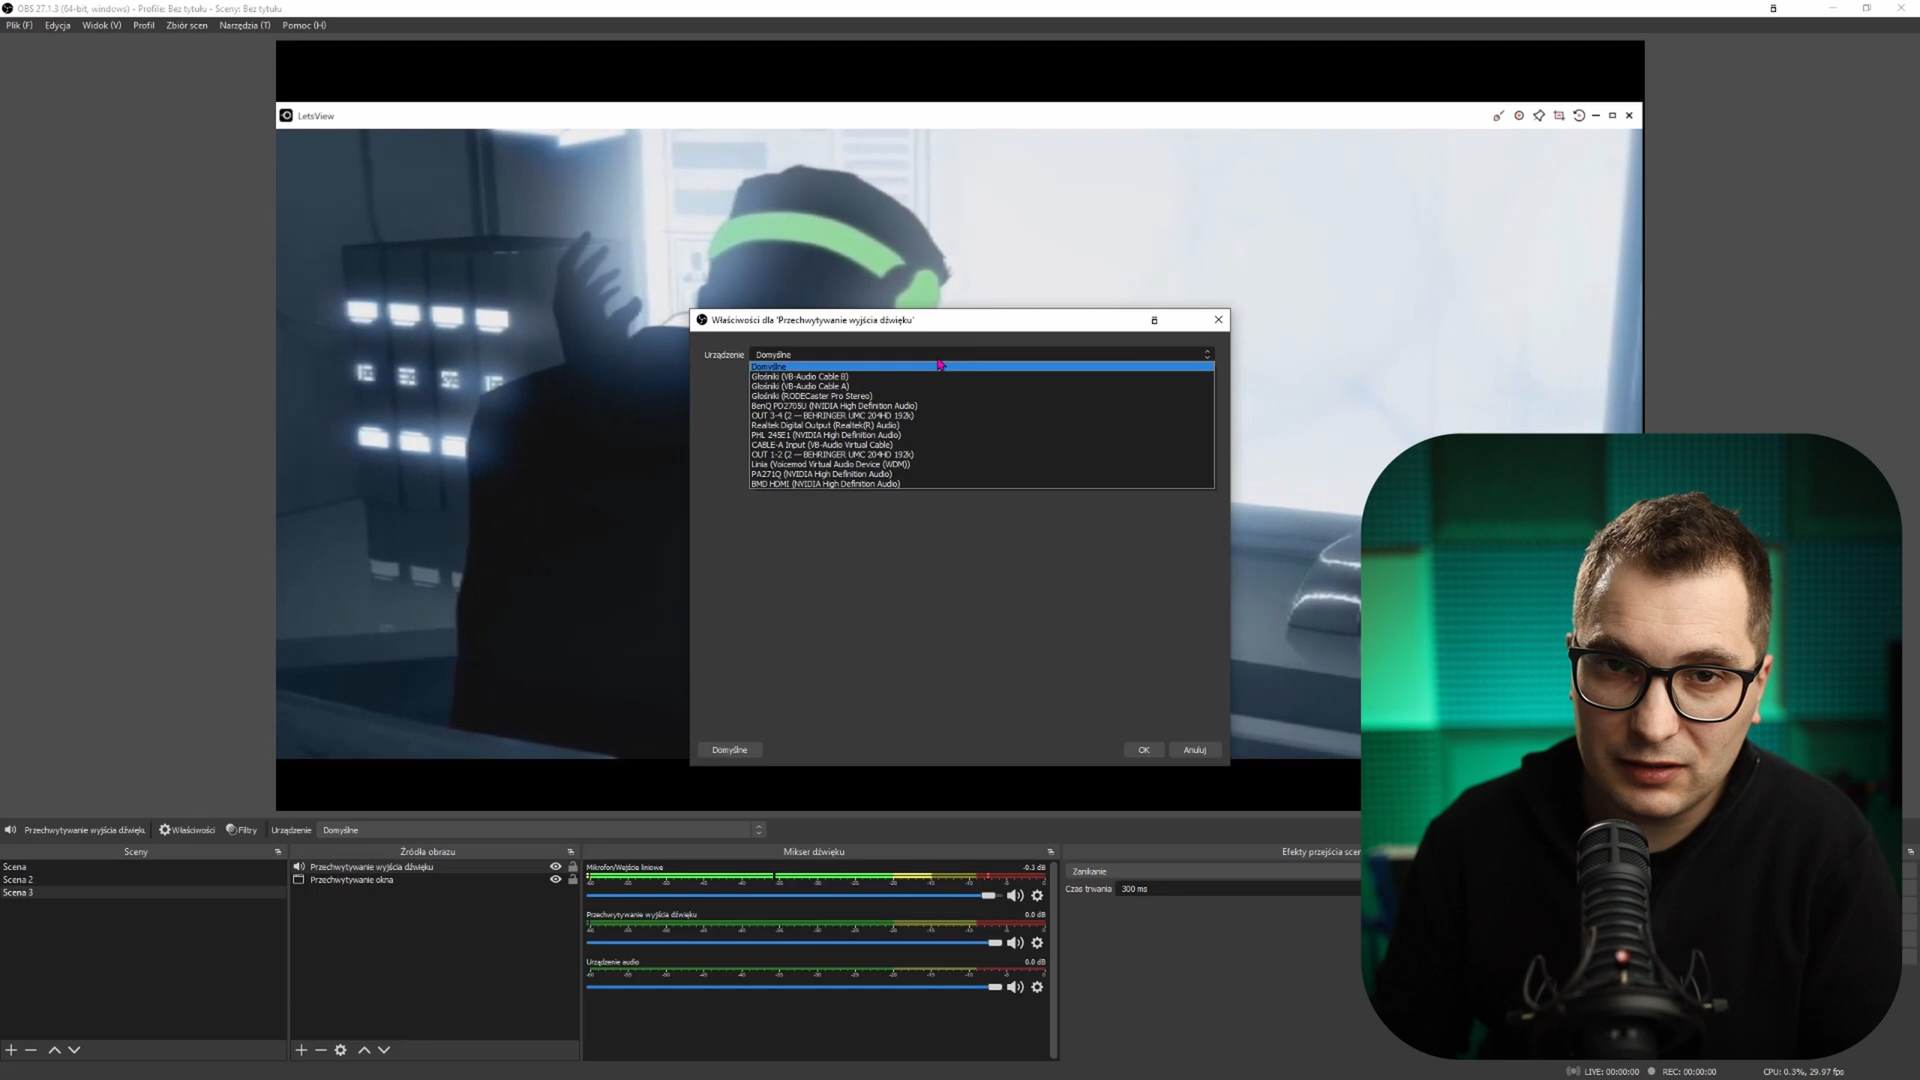 OBS 27.1.3 (64-bit, windows) - Profile: Bez tytułu - Sceny: Bez tytułu
Plik (F) Edycja Widok (V) Profil Zbiór scen Narzędzia (T) Pomoc (H)
LetsView
Właściwości dla 'Przechwytywanie wyjścia dźwięku'
Urządzenie Domyślne
Domyślne
Głośniki (VB-Audio Cable B)
Głośniki (VB-Audio Cable A)
Głośniki (RODECaster Pro Stereo)
BenQ PD2705U (NVIDIA High Definition Audio)
OUT 3-4 (2 — BEHRINGER UMC 204HD 192k)
Realtek Digital Output (Realtek(R) Audio)
PHL 245E1 (NVIDIA High Definition Audio)
CABLE-A Input (VB-Audio Virtual Cable)
OUT 1-2 (2 — BEHRINGER UMC 204HD 192k)
Linia (Voicemod Virtual Audio Device (WDM))
PA271Q (NVIDIA High Definition Audio)
BMD HDMI (NVIDIA High Definition Audio)
Domyślne OK Anuluj
Przechwytywanie wyjścia dźwięku Właściwości Filtry Urządzenie Domyślne
Sceny
Scena
Scena 2
Scena 3
Źródła obrazu
Przechwytywanie wyjścia dźwięku
Przechwytywanie okna
Mikser dźwięku
Mikrofon/Wejście liniowe -0.3 dB
Przechwytywanie wyjścia dźwięku 0.0 dB
Urządzenie audio 0.0 dB
Efekty przejścia scen
Zanikanie
Czas trwania 300 ms
LIVE: 00:00:00 REC: 00:00:00 CPU: 0.3%, 29.97 fps